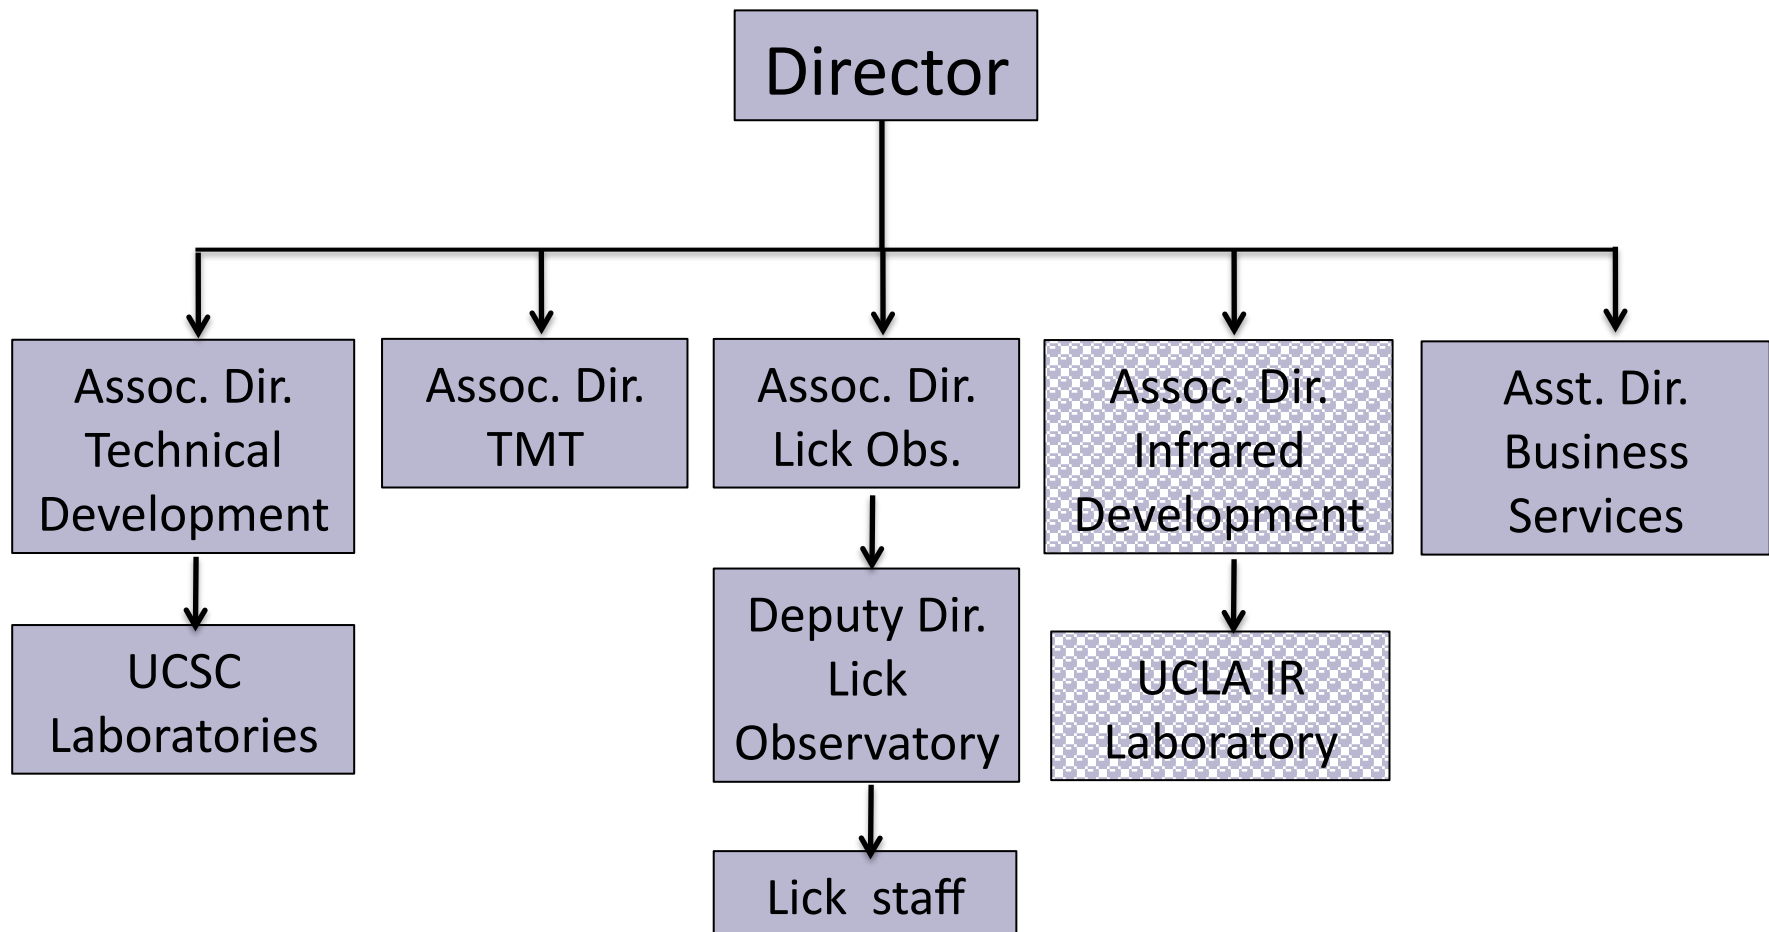 Director
Assoc. Dir.
Technical
Development
Assoc. Dir.
TMT
Assoc. Dir.
Lick Obs.
Assoc. Dir.
Infrared
Development
Asst. Dir.
Business
Services
UCSC
Laboratories
Deputy Dir.
Lick
Observatory
UCLA IR
Laboratory
Lick  staff